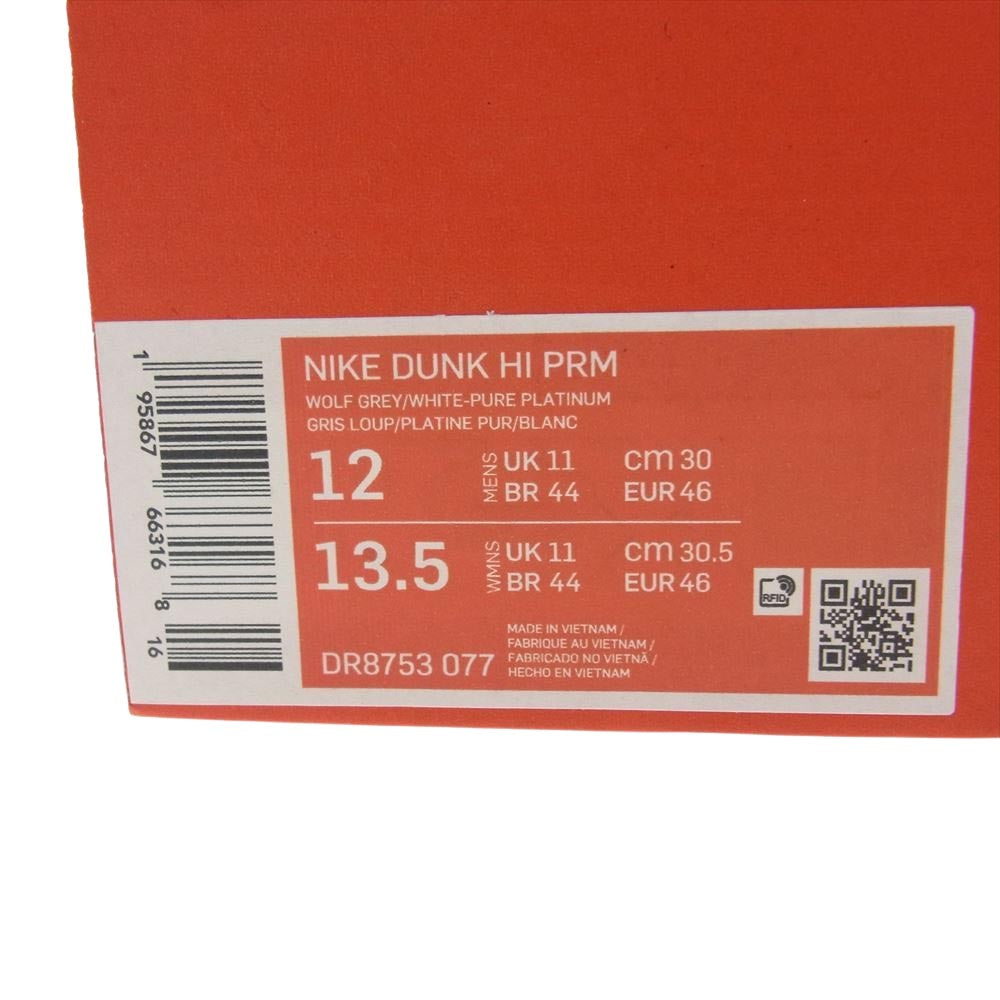 NIKE DUNK HI PRM
WOLF GREY/WHITE-PURE PLATINUM
GRIS LOUP/PLATINE PUR/BLANC
12 MENS UK 11 cm 30
BR 44 EUR 46
13.5 WMNS UK 11 cm 30.5
BR 44 EUR 46
RFID
DR8753 077
MADE IN VIETNAM /
FABRIQUE AU VIETNAM /
FABRICADO NO VIETNÃ /
HECHO EN VIETNAM
1 95867 66316 8 16